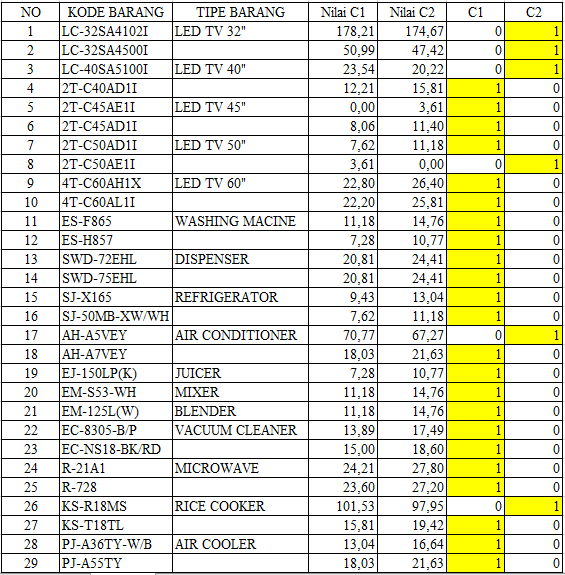 NO KODE BARANG TIPE BARANG Nilai C1 Nilai C2 C1 C2
1 LC-32SA4102I LED TV 32" 178,21 174,67 0 1
2 LC-32SA4500I 50,99 47,42 0 1
3 LC-40SA5100I LED TV 40" 23,54 20,22 0 1
4 2T-C40AD1I 12,21 15,81 1 0
5 2T-C45AE1I LED TV 45" 0,00 3,61 1 0
6 2T-C45AD1I 8,06 11,40 1 0
7 2T-C50AD1I LED TV 50" 7,62 11,18 1 0
8 2T-C50AE1I 3,61 0,00 0 1
9 4T-C60AH1X LED TV 60" 22,80 26,40 1 0
10 4T-C60AL1I 22,20 25,81 1 0
11 ES-F865 WASHING MACINE 11,18 14,76 1 0
12 ES-H857 7,28 10,77 1 0
13 SWD-72EHL DISPENSER 20,81 24,41 1 0
14 SWD-75EHL 20,81 24,41 1 0
15 SJ-X165 REFRIGERATOR 9,43 13,04 1 0
16 SJ-50MB-XW/WH 7,62 11,18 1 0
17 AH-A5VEY AIR CONDITIONER 70,77 67,27 0 1
18 AH-A7VEY 18,03 21,63 1 0
19 EJ-150LP(K) JUICER 7,28 10,77 1 0
20 EM-S53-WH MIXER 11,18 14,76 1 0
21 EM-125L(W) BLENDER 11,18 14,76 1 0
22 EC-8305-B/P VACUUM CLEANER 13,89 17,49 1 0
23 EC-NS18-BK/RD 15,00 18,60 1 0
24 R-21A1 MICROWAVE 24,21 27,80 1 0
25 R-728 23,60 27,20 1 0
26 KS-R18MS RICE COOKER 101,53 97,95 0 1
27 KS-T18TL 15,81 19,42 1 0
28 PJ-A36TY-W/B AIR COOLER 13,04 16,64 1 0
29 PJ-A55TY 18,03 21,63 1 0